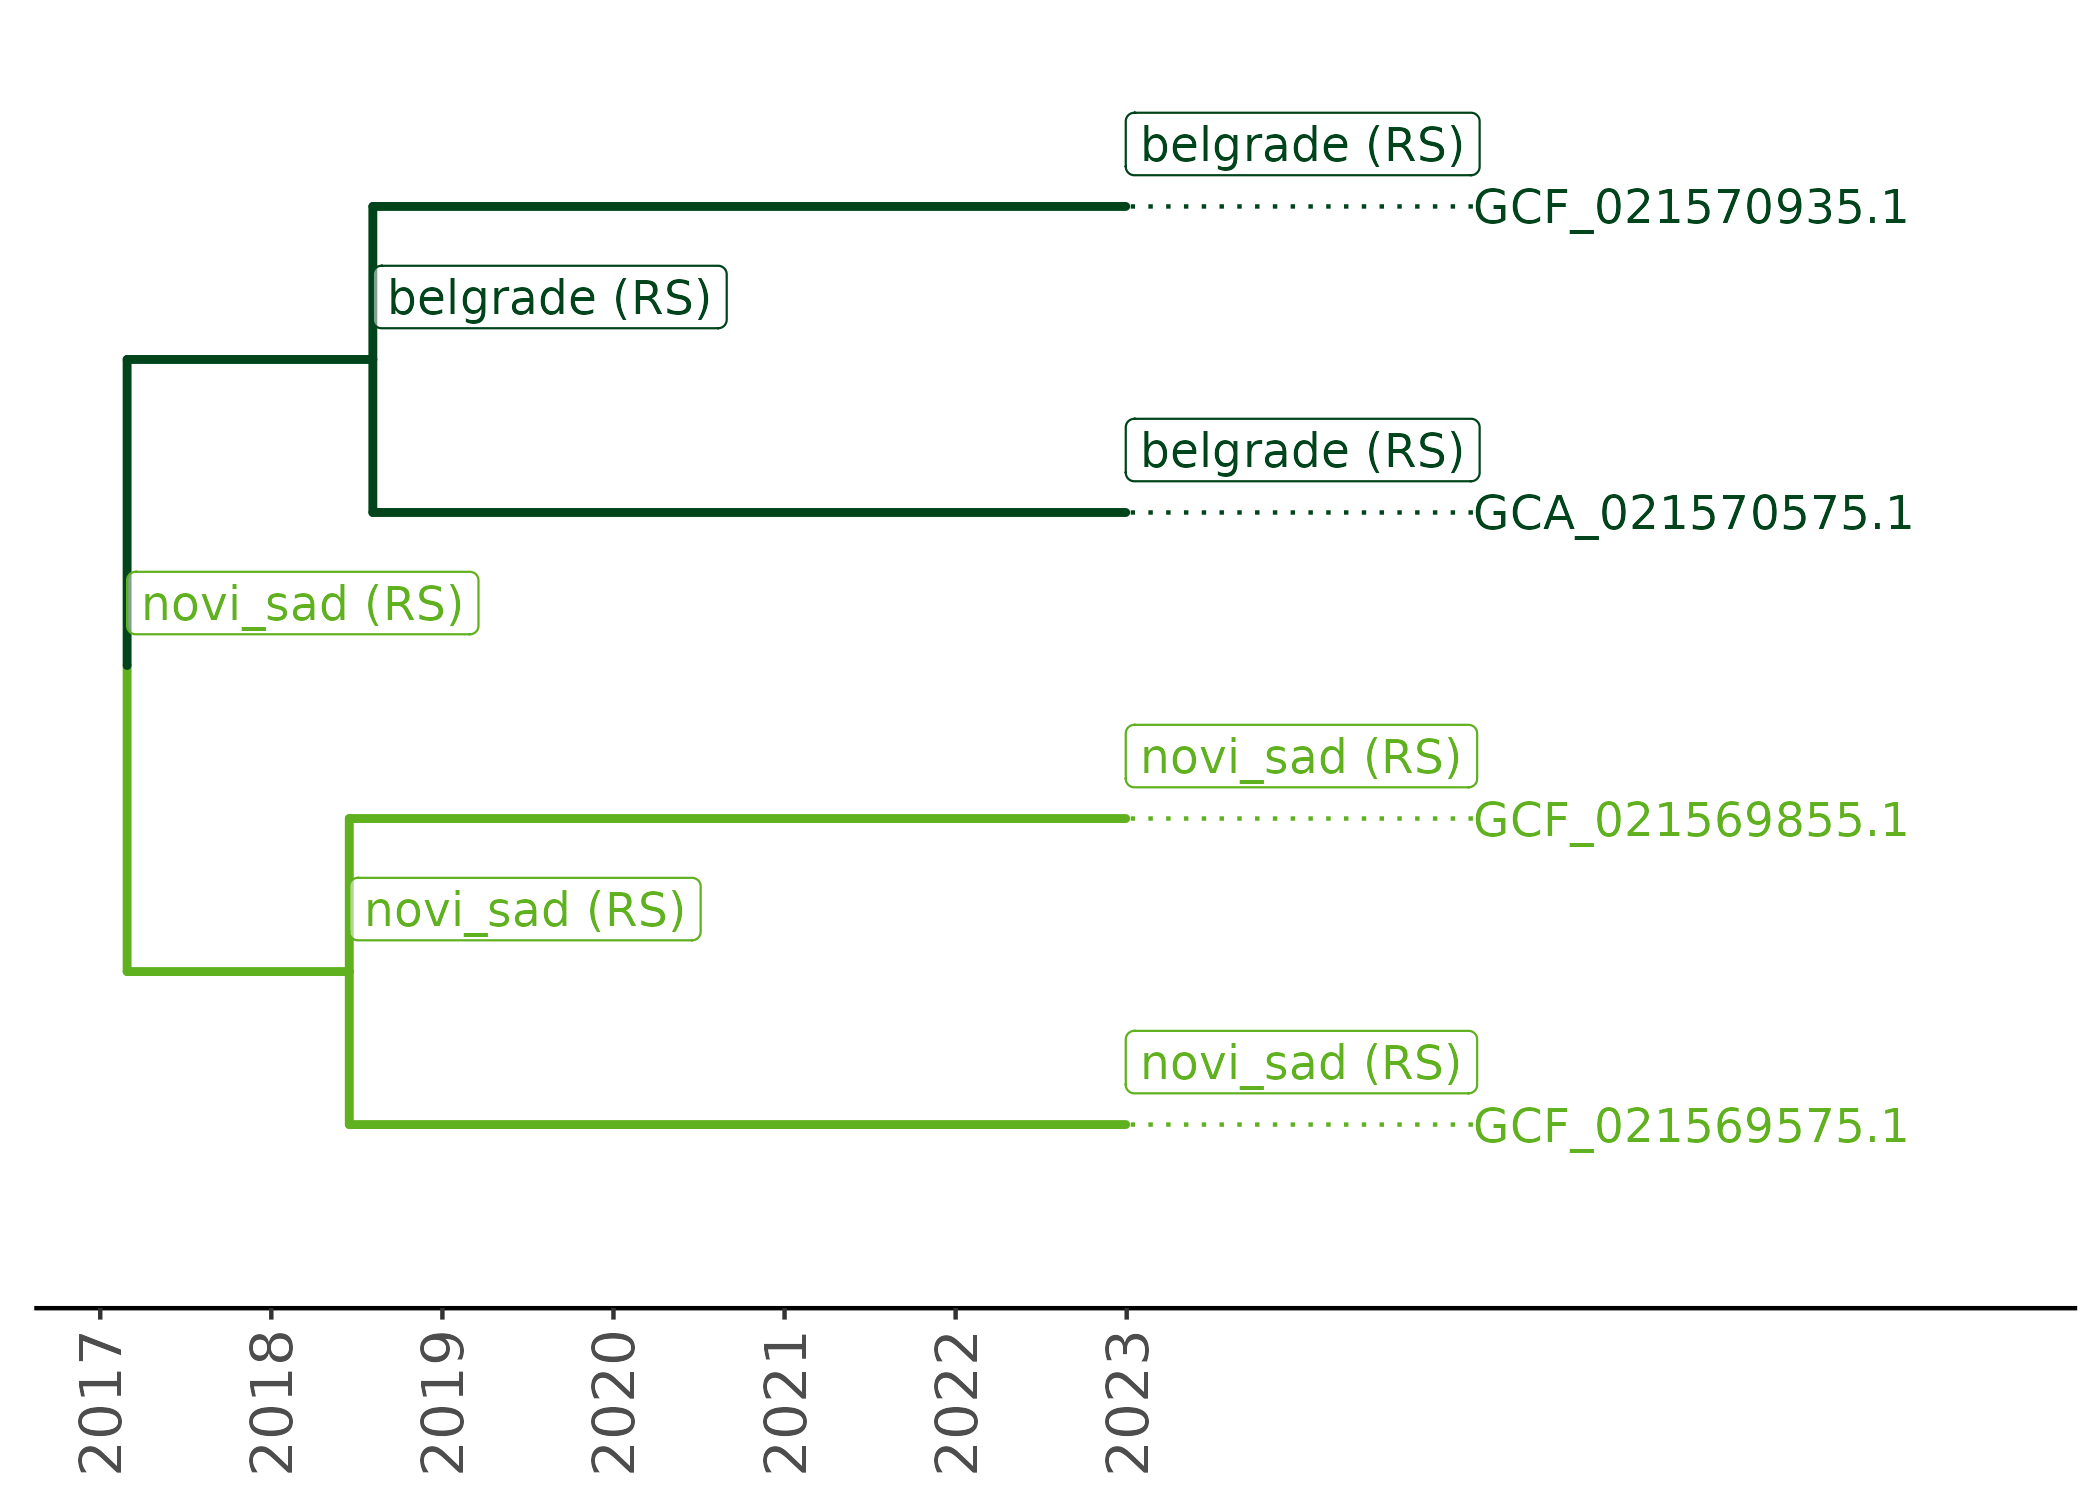 belgrade (RS)
GCF_021570935.1
belgrade (RS)
belgrade (RS)
GCA_021570575.1
novi_sad (RS)
novi_sad (RS)
GCF_021569855.1
novi_sad (RS)
novi_sad (RS)
GCF_021569575.1
2017
2018
2019
2020
2021
2022
2023